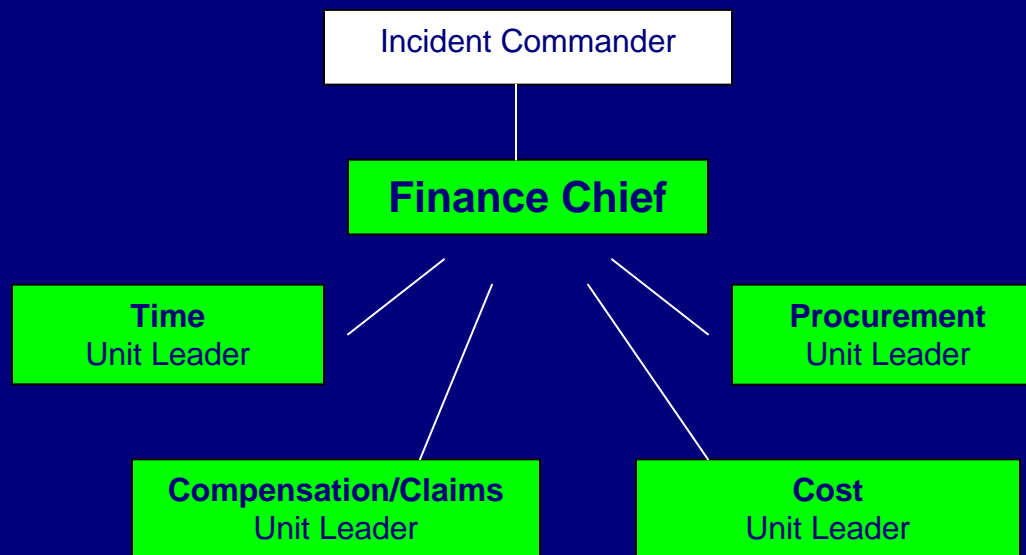 Incident Commander
Finance Chief
Time
Unit Leader
Procurement
Unit Leader
Compensation/Claims
Unit Leader
Cost
Unit Leader